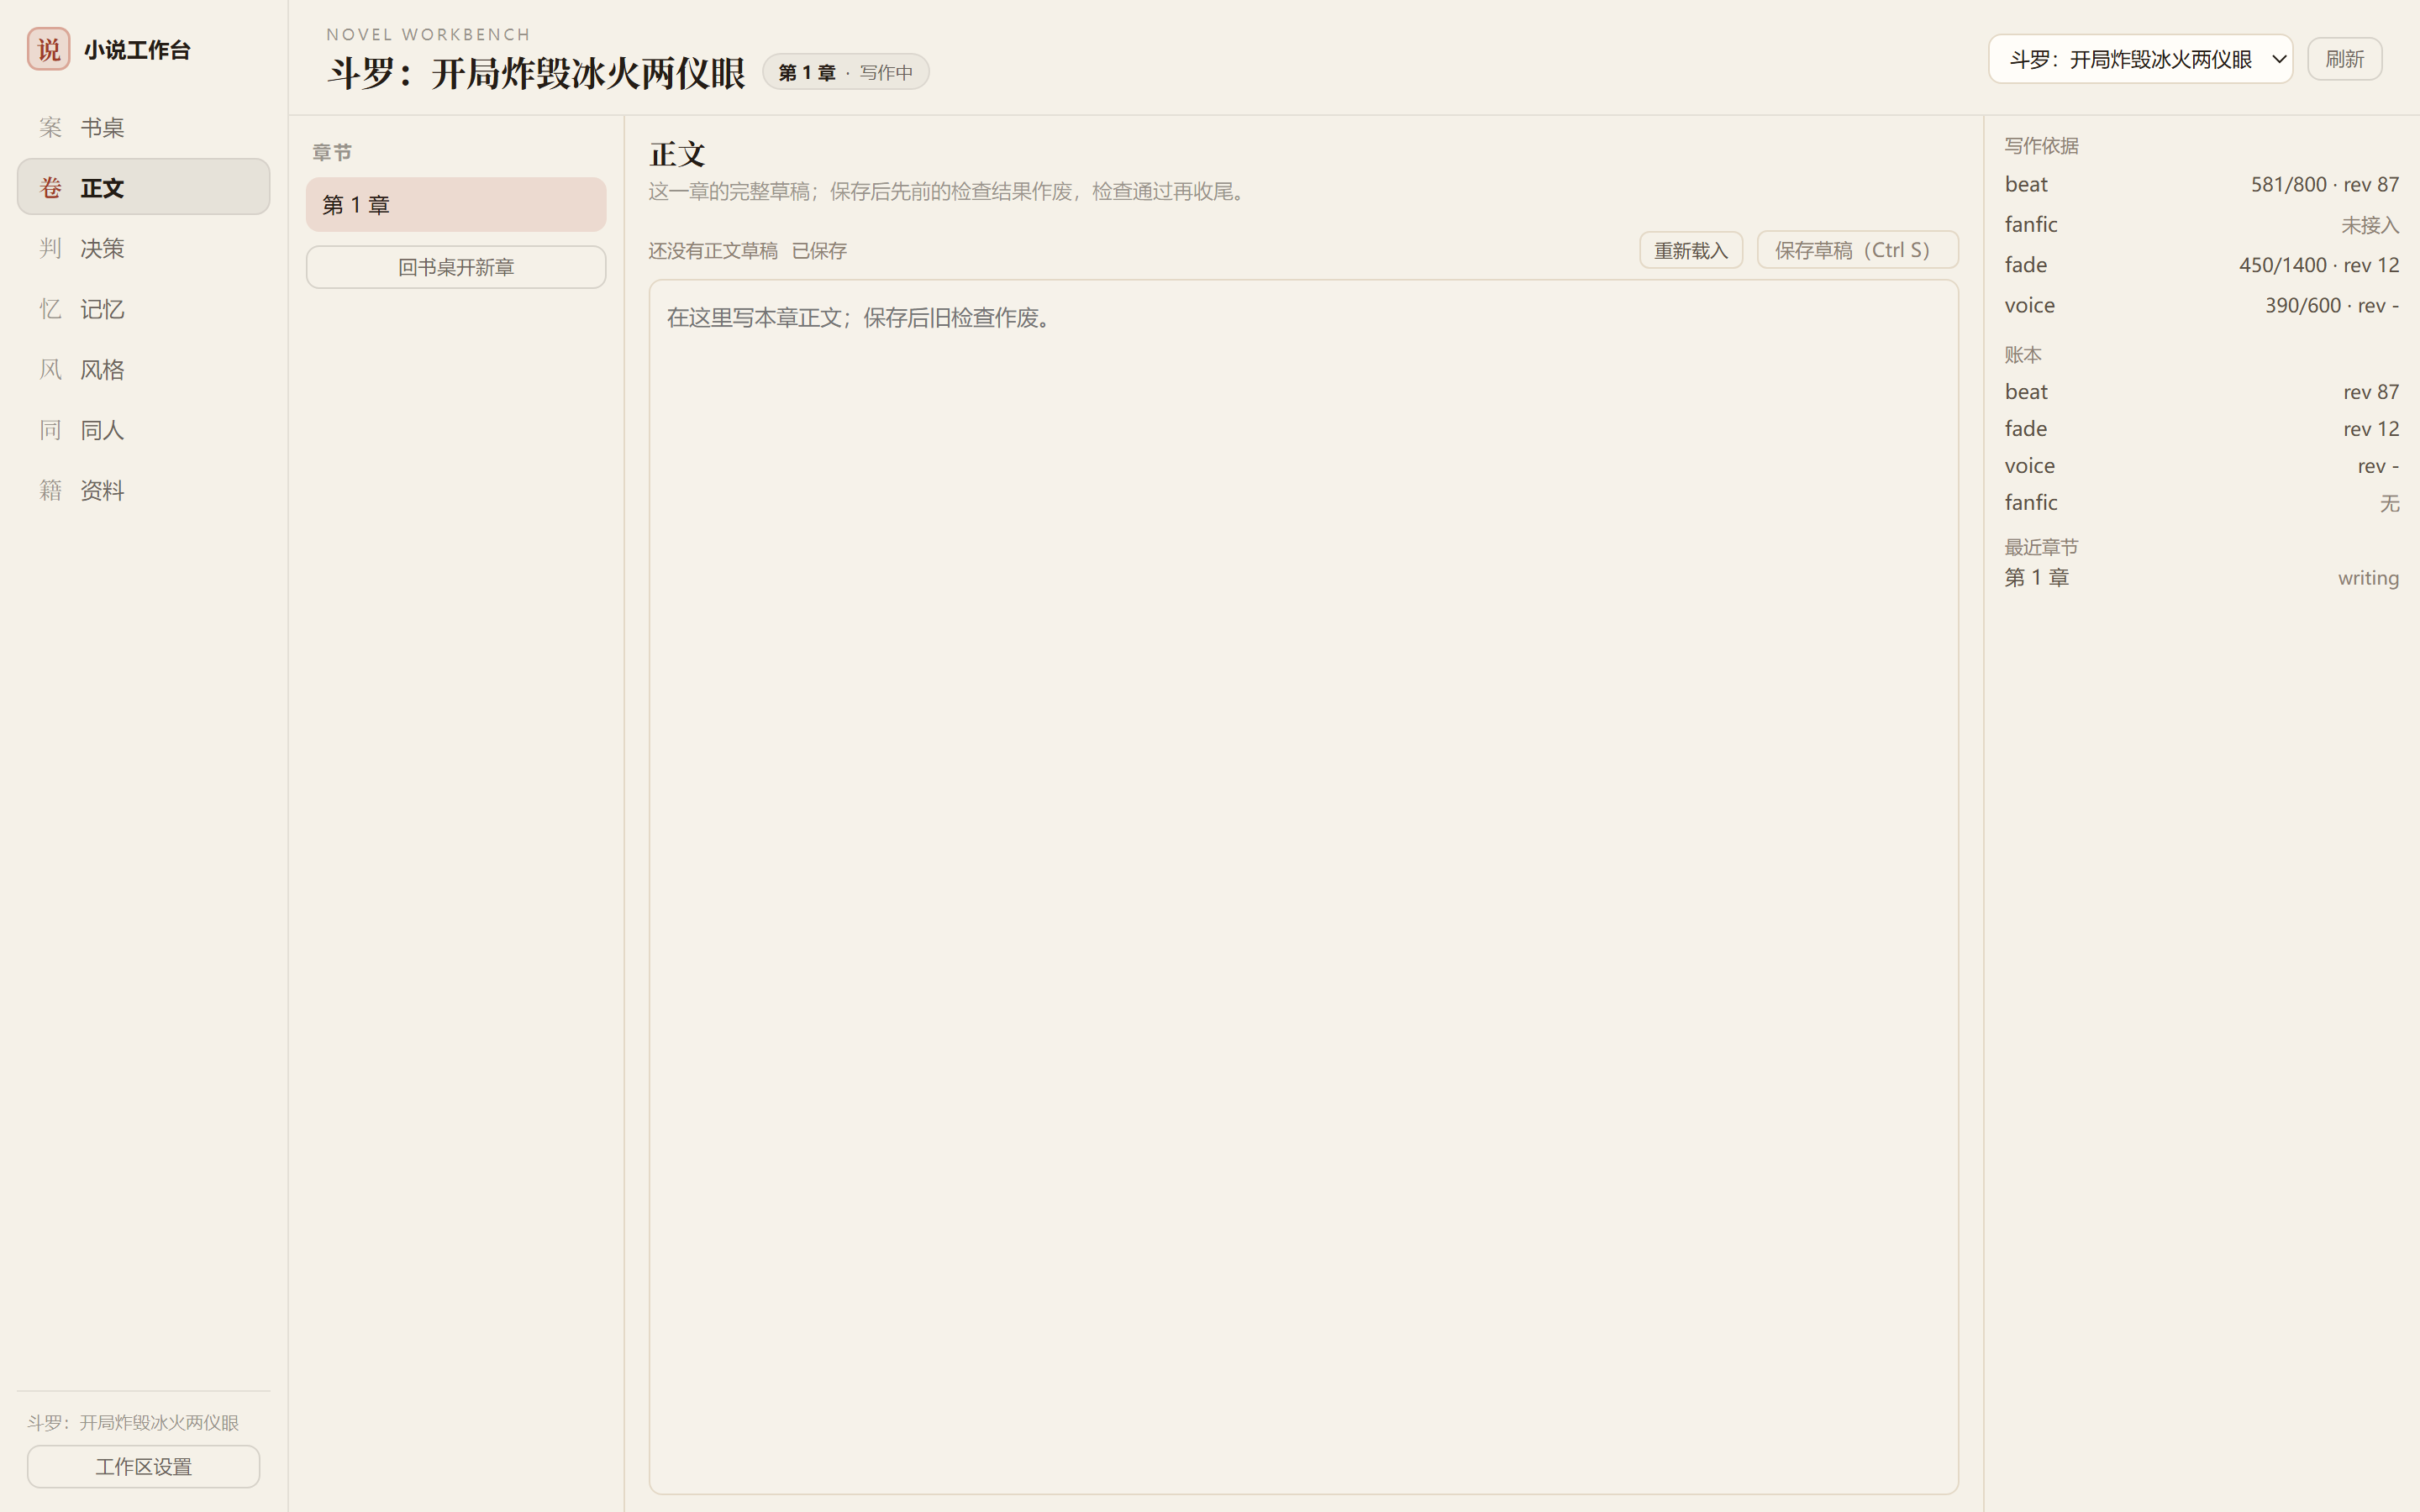 说 小说工作台
案 书桌
卷 正文
判 决策
忆 记忆
风 风格
同 同人
籍 资料
斗罗：开局炸毁冰火两仪眼
工作区设置
NOVEL WORKBENCH
斗罗：开局炸毁冰火两仪眼 第 1 章 · 写作中
斗罗：开局炸毁冰火两仪眼 刷新
章节
第 1 章
回书桌开新章
正文
这一章的完整草稿；保存后先前的检查结果作废，检查通过再收尾。
还没有正文草稿 已保存 重新载入 保存草稿（Ctrl S）
在这里写本章正文；保存后旧检查作废。
写作依据
beat 581/800 · rev 87
fanfic 未接入
fade 450/1400 · rev 12
voice 390/600 · rev -
账本
beat rev 87
fade rev 12
voice rev -
fanfic 无
最近章节
第 1 章 writing